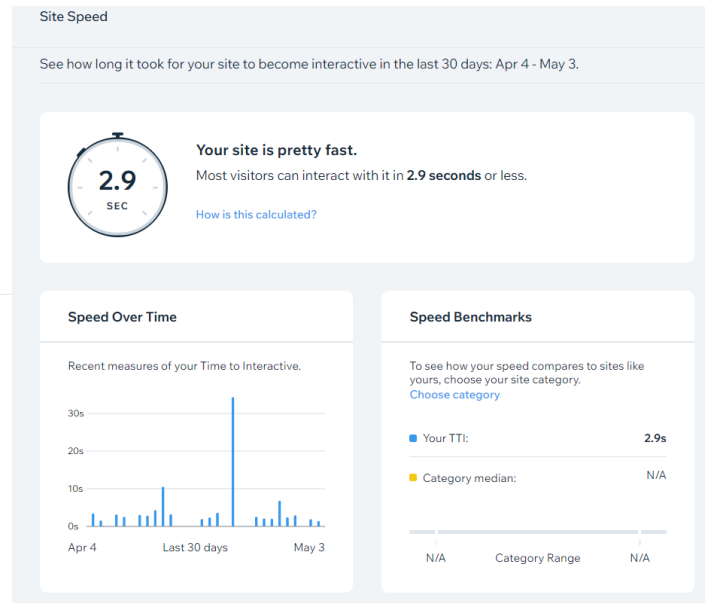 Site Speed
See how long it took for your site to become interactive in the last 30 days: Apr 4 - May 3.
2.9
SEC
Your site is pretty fast.
Most visitors can interact with it in 2.9 seconds or less.
How is this calculated?
Speed Over Time
Recent measures of your Time to Interactive.
30s
20s
10s
0s
Apr 4
Last 30 days
May 3
Speed Benchmarks
To see how your speed compares to sites like
yours, choose your site category.
Choose category
Your TTI: 2.9s
Category median: N/A
N/A Category Range N/A